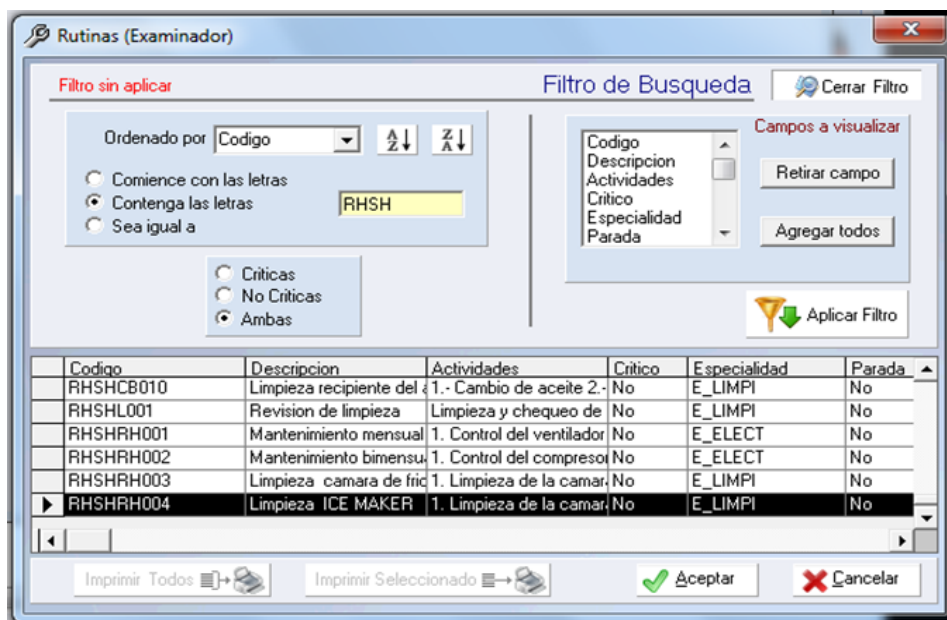 Rutinas (Examinador)
Filtro sin aplicar
Filtro de Busqueda
Cerrar Filtro
Ordenado por Codigo
Comience con las letras
Contenga las letras RHSH
Sea igual a
Criticas
No Criticas
Ambas
Campos a visualizar
Codigo
Descripcion
Actividades
Critico
Especialidad
Parada
Retirar campo
Agregar todos
Aplicar Filtro
Codigo Descripcion Actividades Critico Especialidad Parada
RHSHCB010 Limpieza recipiente del 1.- Cambio de aceite 2.- No E_LIMPI No
RHSHL001 Revision de limpieza Limpieza y chequeo de No E_LIMPI No
RHSHRH001 Mantenimiento mensual 1. Control del ventilador No E_ELECT No
RHSHRH002 Mantenimiento bimensu 1. Control del compresor No E_ELECT No
RHSHRH003 Limpieza camara de fric 1. Limpieza de la camar No E_LIMPI No
RHSHRH004 Limpieza ICE MAKER 1. Limpieza de la camar No E_LIMPI No
Imprimir Todos
Imprimir Seleccionado
Aceptar
Cancelar